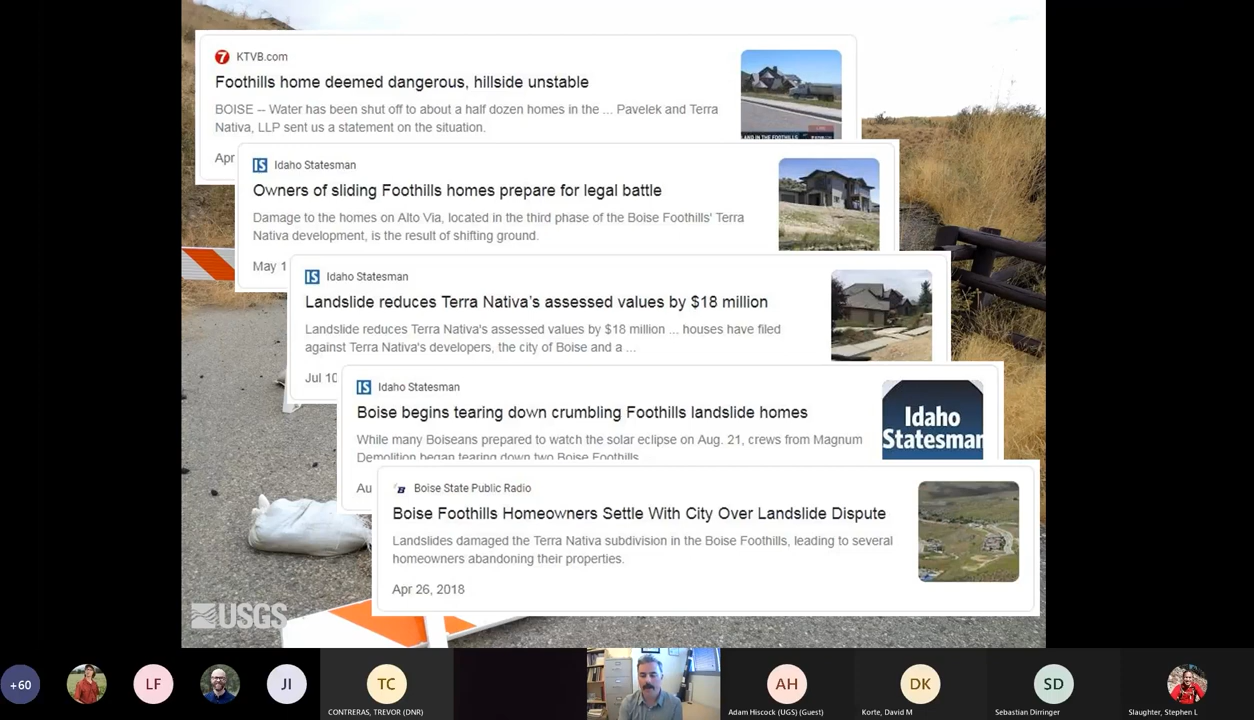 7 KTVB.com
Foothills home deemed dangerous, hillside unstable
BOISE -- Water has been shut off to about a half dozen homes in the ... Pavelek and Terra
Nativa, LLP sent us a statement on the situation.
LAND IN THE FOOTHILLS
Apr
IS Idaho Statesman
Owners of sliding Foothills homes prepare for legal battle
Damage to the homes on Alto Via, located in the third phase of the Boise Foothills' Terra
Nativa development, is the result of shifting ground.
May 1
IS Idaho Statesman
Landslide reduces Terra Nativa's assessed values by $18 million
Landslide reduces Terra Nativa's assessed values by $18 million ... houses have filed
against Terra Nativa's developers, the city of Boise and a ...
Jul 10
IS Idaho Statesman
Boise begins tearing down crumbling Foothills landslide homes
While many Boiseans prepared to watch the solar eclipse on Aug. 21, crews from Magnum
Demolition began tearing down two Boise Foothills
Idaho
Statesman
Au
B Boise State Public Radio
Boise Foothills Homeowners Settle With City Over Landslide Dispute
Landslides damaged the Terra Nativa subdivision in the Boise Foothills, leading to several
homeowners abandoning their properties.
Apr 26, 2018
USGS
+60
LF
JI
TC
CONTRERAS, TREVOR (DNR)
AH
Adam Hiscock (UGS) (Guest)
DK
Korte, David M
SD
Sebastian Dirringer
Slaughter, Stephen L